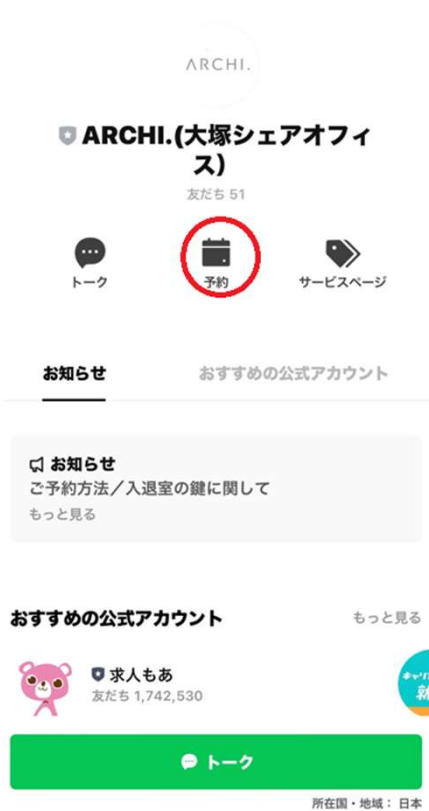 ARCHI.
ARCHI.(大塚シェアオフィ
ス)
友だち 51
トーク
予約
サービスページ
お知らせ
おすすめの公式アカウント
お知らせ
ご予約方法／入退室の鍵に関して
もっと見る
おすすめの公式アカウント
もっと見る
求人もあ
友だち 1,742,530
トーク
所在国・地域： 日本